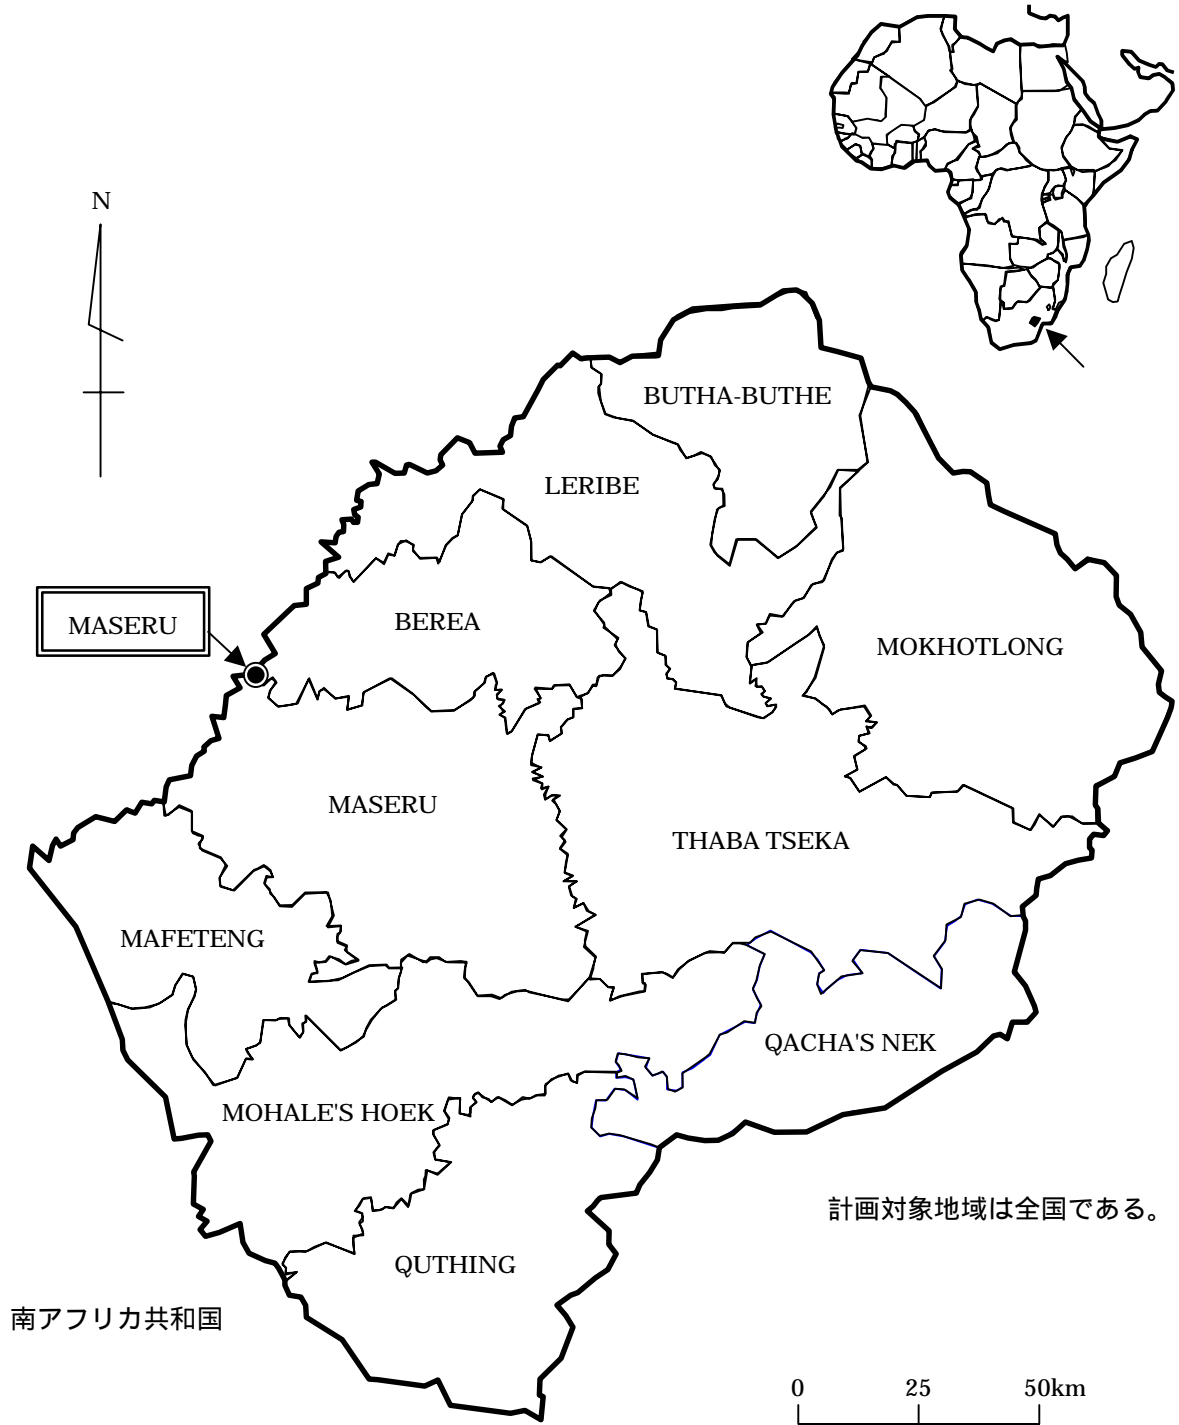 N
BUTHA-BUTHE
LERIBE
BEREA
MASERU
MOKHOTLONG
MASERU
THABA TSEKA
MAFETENG
QACHA'S NEK
MOHALE'S HOEK
計画対象地域は全国である。
QUTHING
南アフリカ共和国
0 25 50km